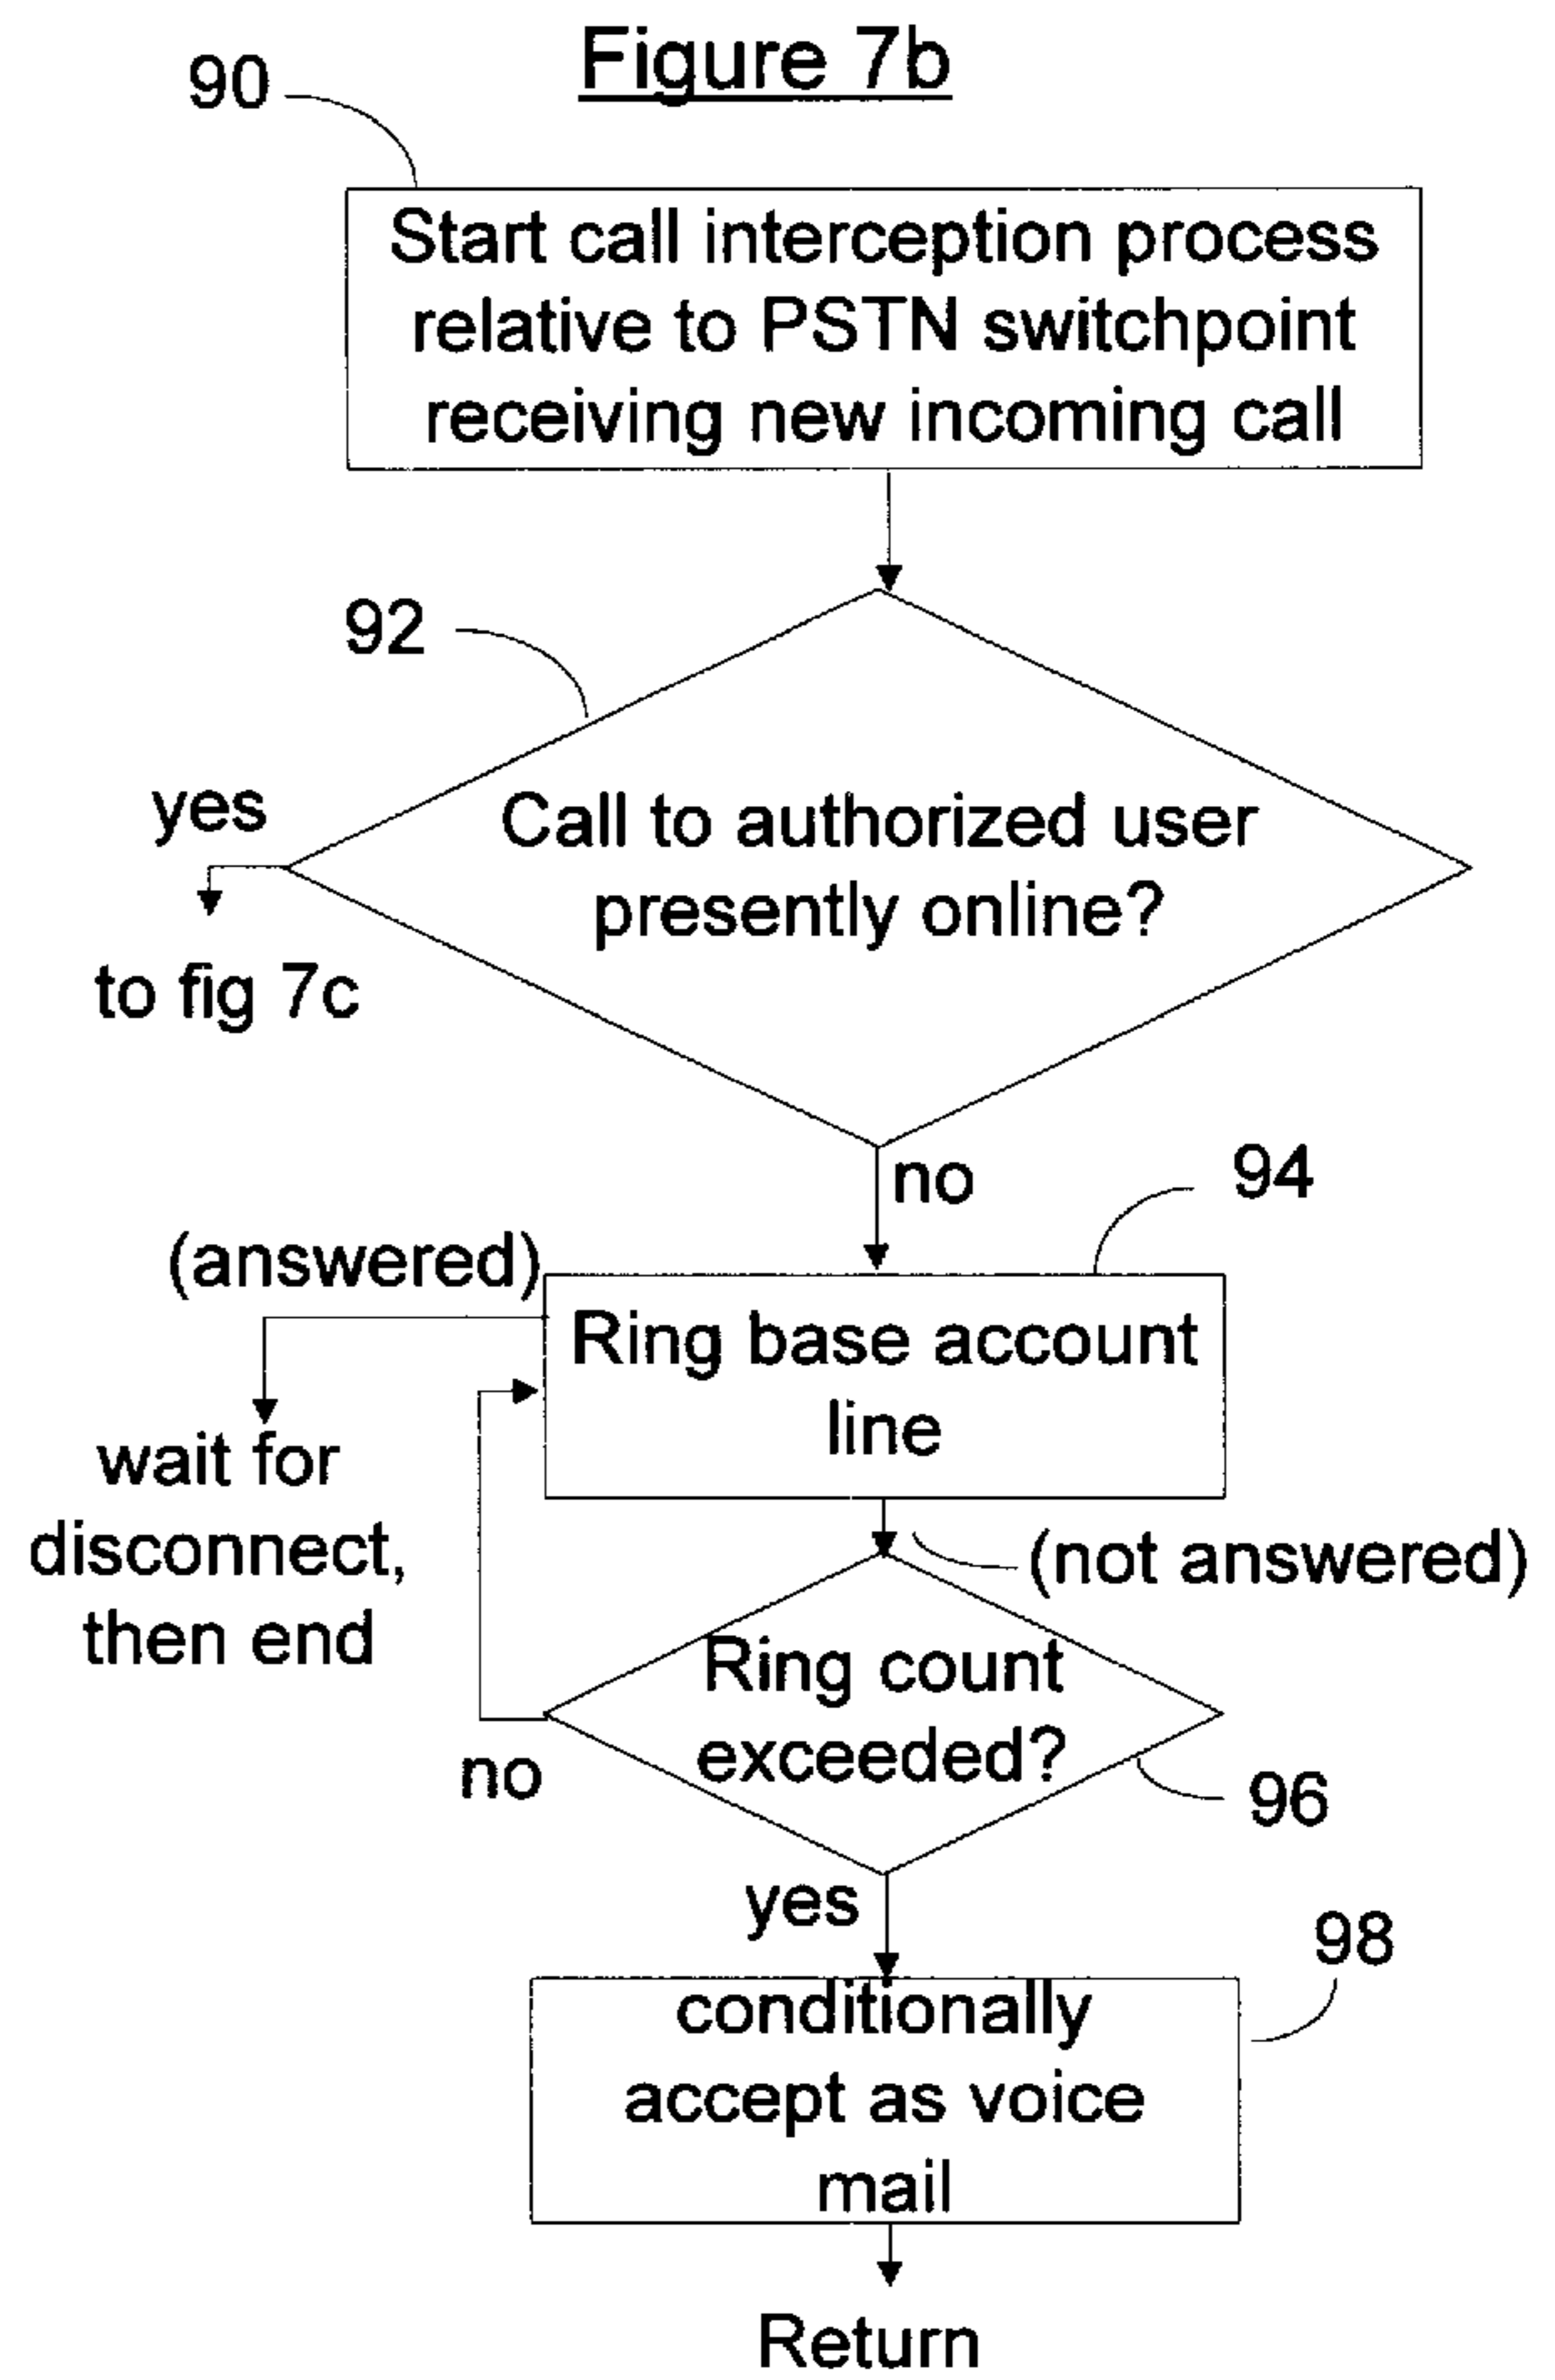 Figure 7b
90
Start call interception process
relative to PSTN switchpoint
receiving new incoming call
92
yes
Call to authorized user
presently online?
to fig 7c
no
94
(answered)
Ring base account
line
wait for
disconnect,
then end
(not answered)
Ring count
exceeded?
no
96
yes
98
conditionally
accept as voice
mail
Return